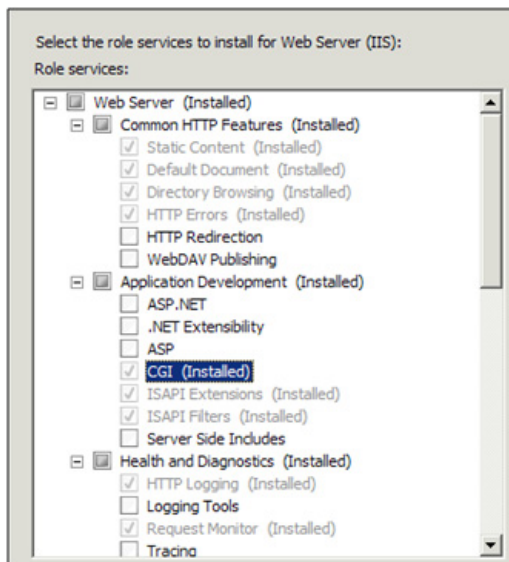 Select the role services to install for Web Server (IIS):
Role services:
Web Server (Installed)
Common HTTP Features (Installed)
Static Content (Installed)
Default Document (Installed)
Directory Browsing (Installed)
HTTP Errors (Installed)
HTTP Redirection
WebDAV Publishing
Application Development (Installed)
ASP.NET
.NET Extensibility
ASP
CGI (Installed)
ISAPI Extensions (Installed)
ISAPI Filters (Installed)
Server Side Includes
Health and Diagnostics (Installed)
HTTP Logging (Installed)
Logging Tools
Request Monitor (Installed)
Tracing